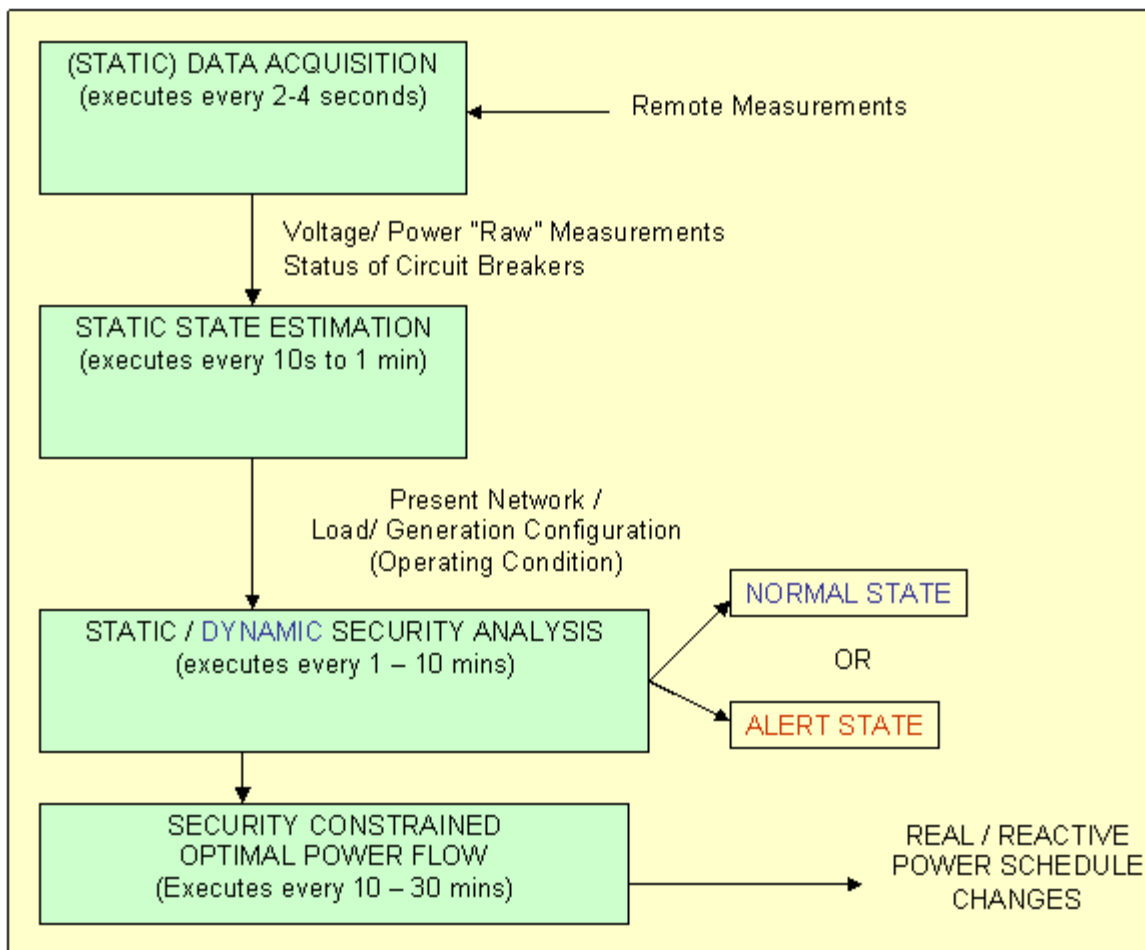 (STATIC) DATA ACQUISITION
(executes every 2-4 seconds)
Remote Measurements
Voltage/ Power "Raw" Measurements
Status of Circuit Breakers
STATIC STATE ESTIMATION
(executes every 10s to 1 min)
Present Network /
Load/ Generation Configuration
(Operating Condition)
STATIC / DYNAMIC SECURITY ANALYSIS
(executes every 1 – 10 mins)
NORMAL STATE
OR
ALERT STATE
SECURITY CONSTRAINED
OPTIMAL POWER FLOW
(Executes every 10 – 30 mins)
REAL / REACTIVE
POWER SCHEDULE
CHANGES